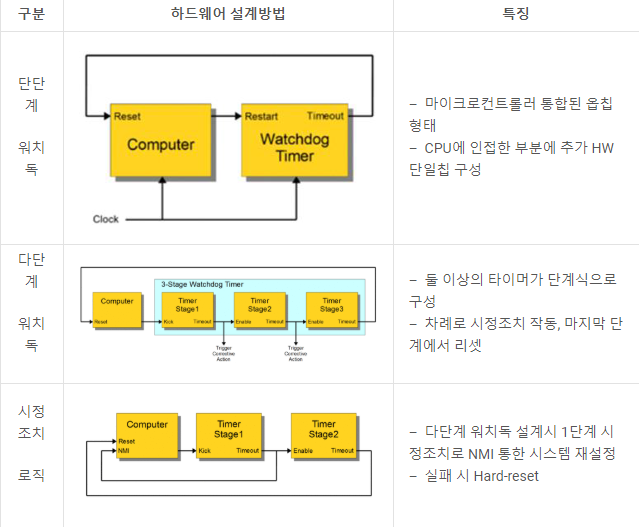 구분
하드웨어 설계방법
특징
단단
계
워치
독
Reset
Restart
Timeout
Computer
Watchdog
Timer
Clock
– 마이크로컨트롤러 통합된 옵칩
형태
– CPU에 인접한 부분에 추가 HW
단일칩 구성
다단
계
워치
독
3-Stage Watchdog Timer
Computer
Timer
Stage1
Timer
Stage2
Timer
Stage3
Reset
Kick
Timeout
Enable
Timeout
Enable
Timeout
Trigger
Corrective
Action
Trigger
Corrective
Action
– 둘 이상의 타이머가 단계식으로
구성
– 차례로 시정조치 작동, 마지막 단
계에서 리셋
시정
조치
로직
Computer
Timer
Stage1
Timer
Stage2
Reset
NMI
Kick
Timeout
Enable
Timeout
– 다단계 워치독 설계시 1단계 시
정조치로 NMI 통한 시스템 재설정
– 실패 시 Hard-reset